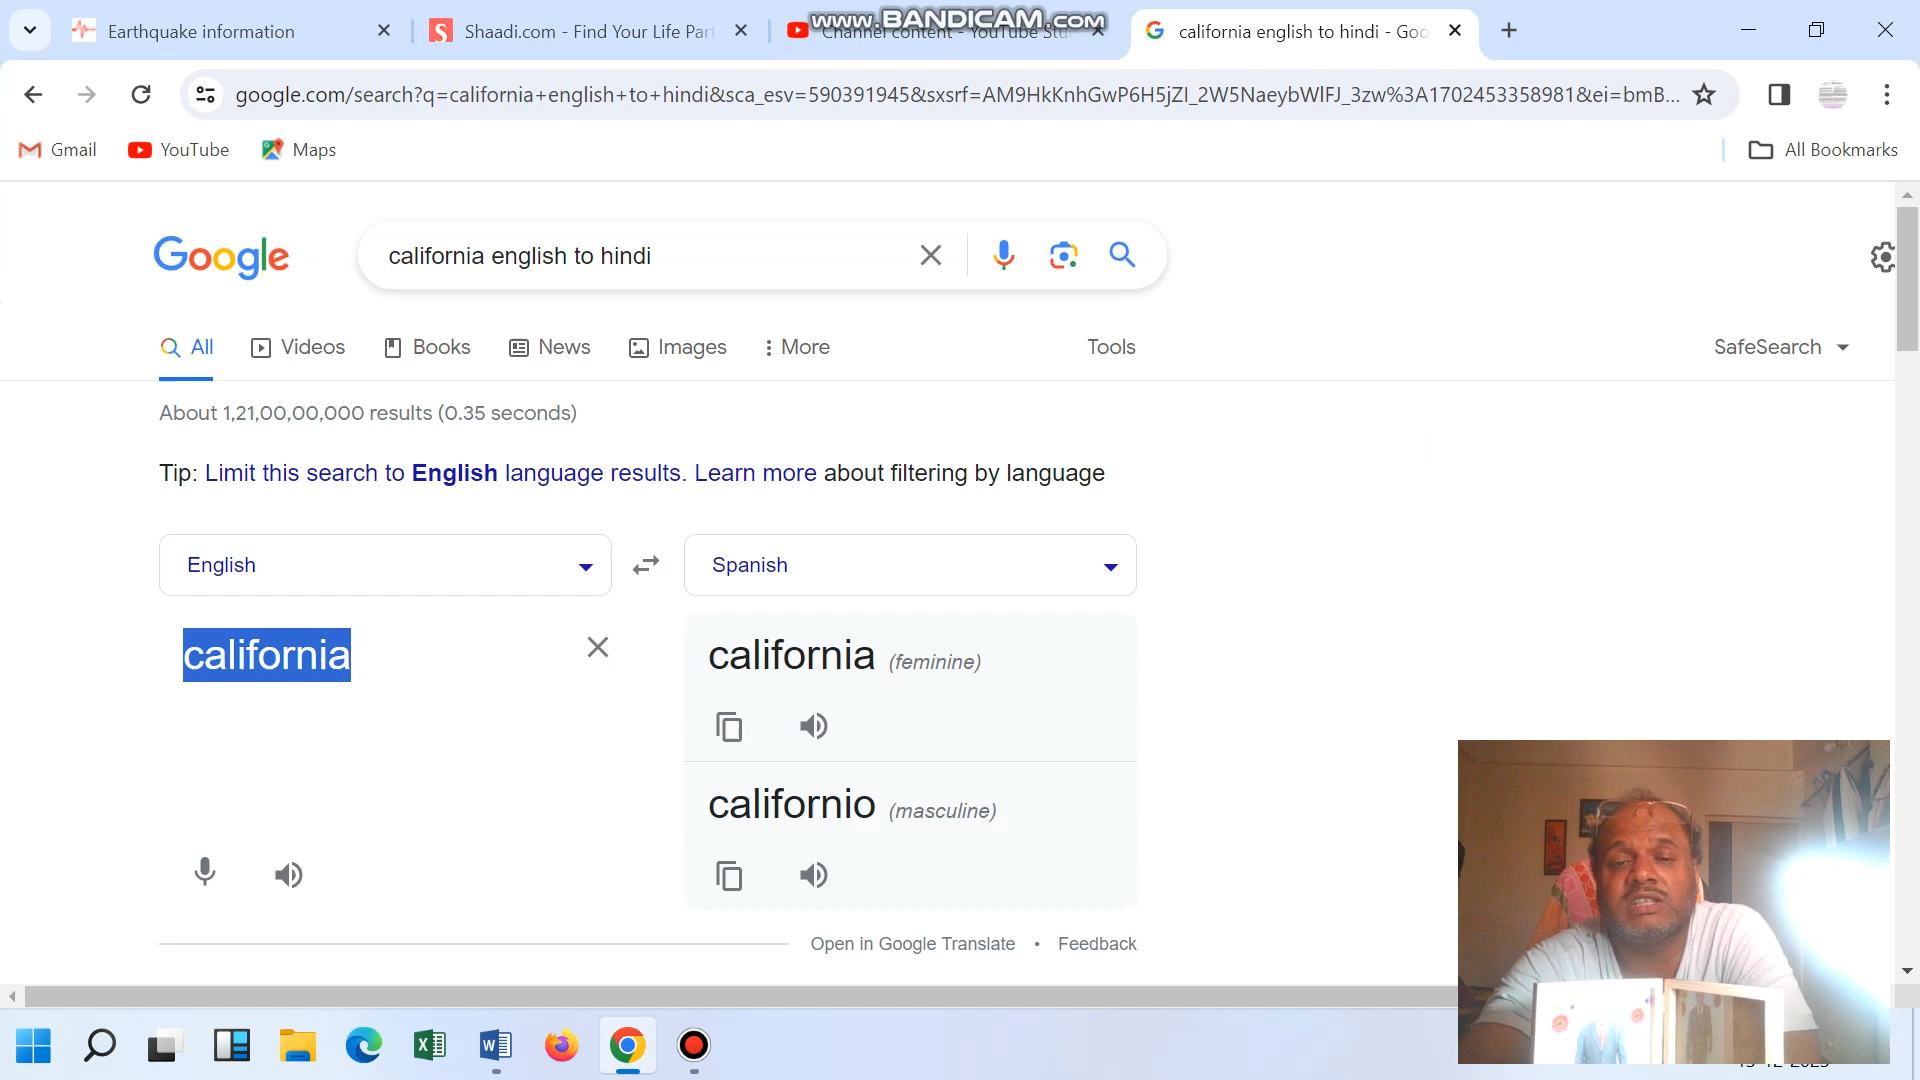 Earthquake information
Shaadi.com - Find Your Life Part
Channel content - YouTube Stu
www.BANDICAM.com
california english to hindi - Goo
google.com/search?q=california+english+to+hindi&sca_esv=590391945&sxsrf=AM9HkKnhGwP6H5jZI_2W5NaeybWlFJ_3zw%3A1702453358981&ei=bmB...
Gmail
YouTube
Maps
All Bookmarks
Google
california english to hindi
All
Videos
Books
News
Images
More
Tools
SafeSearch
About 1,21,00,00,000 results (0.35 seconds)
Tip: Limit this search to English language results. Learn more about filtering by language
English
Spanish
california
california (feminine)
californio (masculine)
Open in Google Translate • Feedback